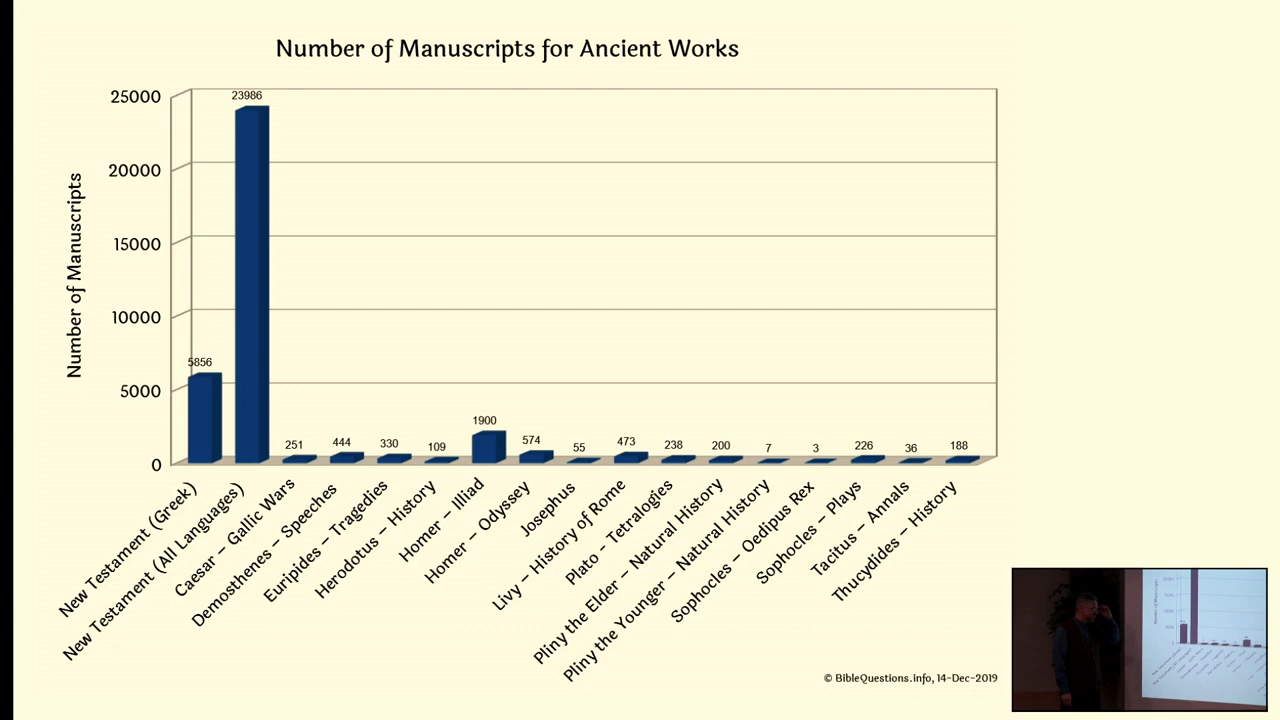 Number of Manuscripts for Ancient Works
Number of Manuscripts
25000
20000
15000
10000
5000
0
5856
23986
251
444
330
109
1900
574
55
473
238
200
7
3
226
36
188
New Testament (Greek)
New Testament (All Languages)
Caesar – Gallic Wars
Demosthenes – Speeches
Euripides – Tragedies
Herodotus – History
Homer – Illiad
Homer – Odyssey
Josephus
Livy – History of Rome
Plato - Tetralogies
Pliny the Elder – Natural History
Pliny the Younger – Natural History
Sophocles – Oedipus Rex
Sophocles – Plays
Tacitus – Annals
Thucydides – History
© BibleQuestions.info, 14-Dec-2019